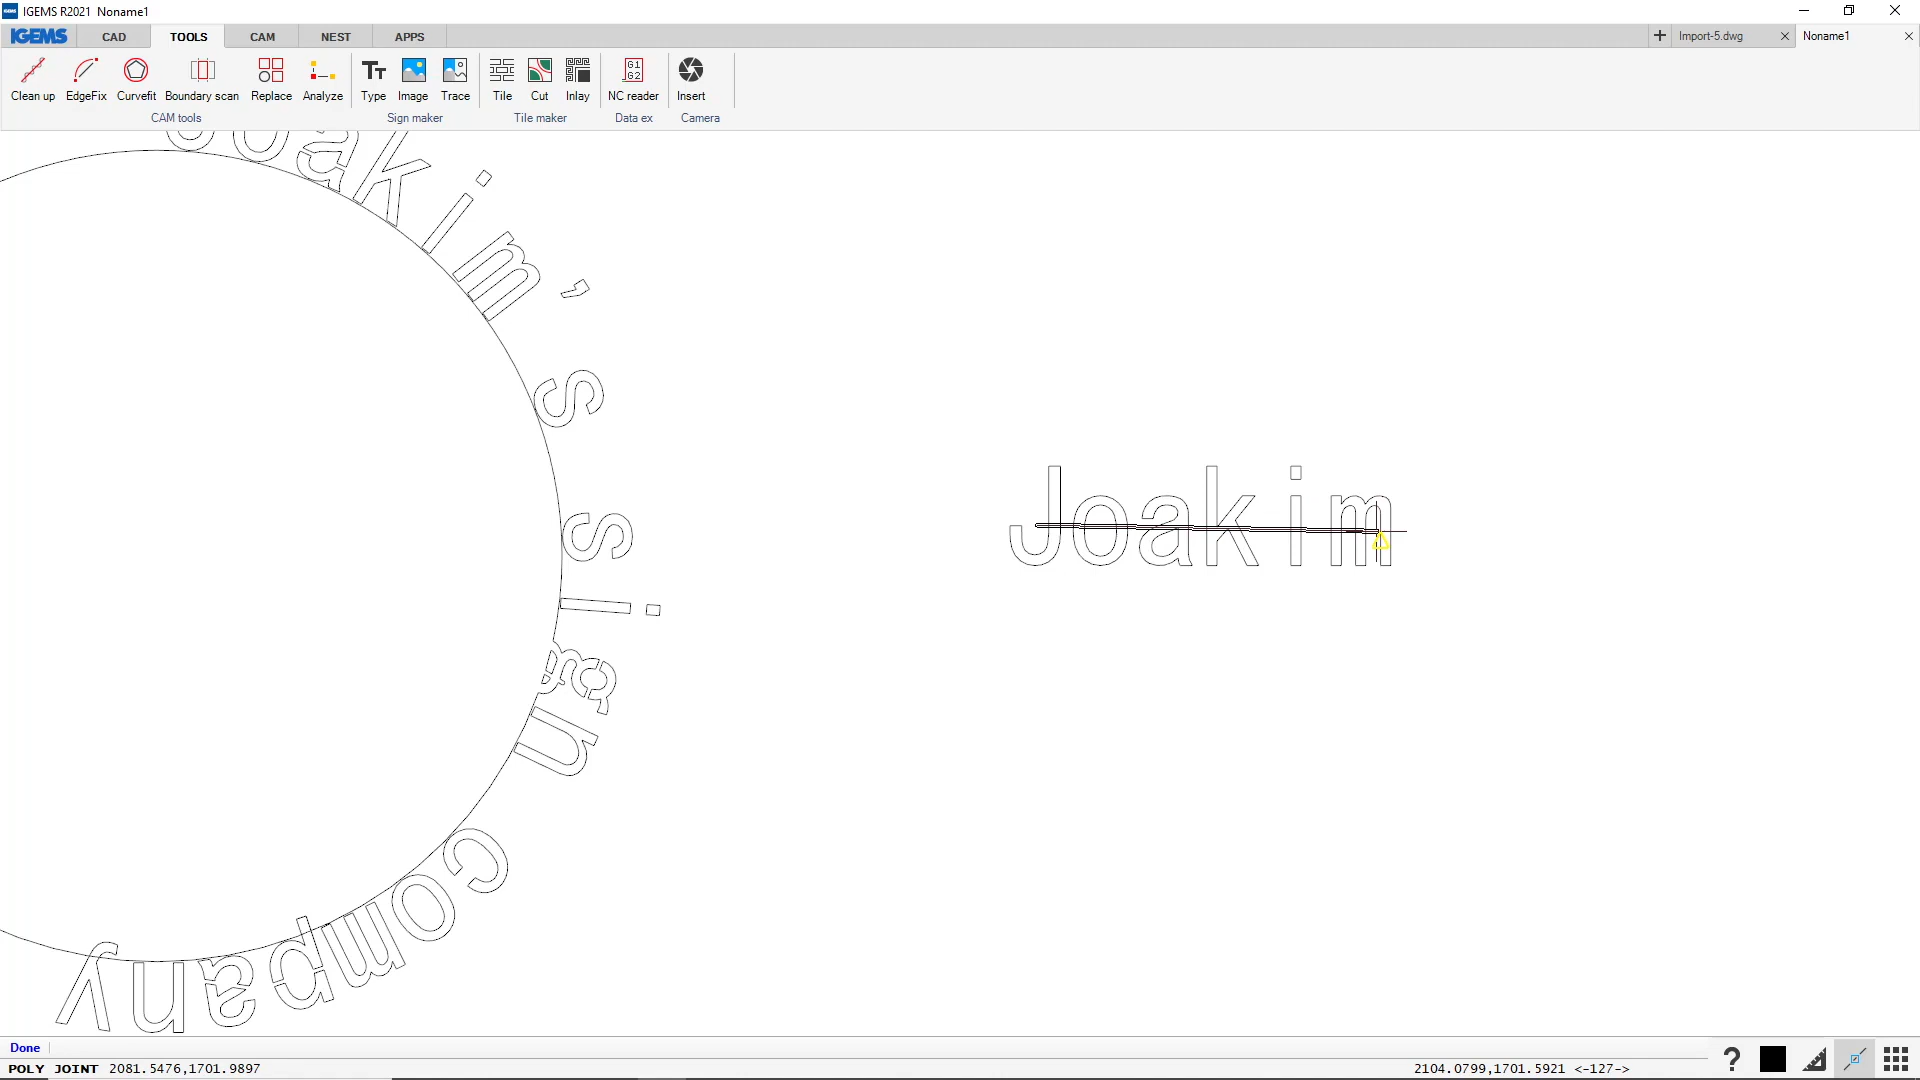 IGEMS R2021 Noname1
IGEMS CAD TOOLS CAM NEST APPS
Import-5.dwg Noname1
Clean up EdgeFix Curvefit Boundary scan Replace Analyze Type Image Trace Tile Cut Inlay NC reader Insert
CAM tools Sign maker Tile maker Data ex Camera
G1
G2
Joakim's sign company
Joakim
Done
POLY JOINT 2081.5476,1701.9897
2104.0799,1701.5921 <-127->